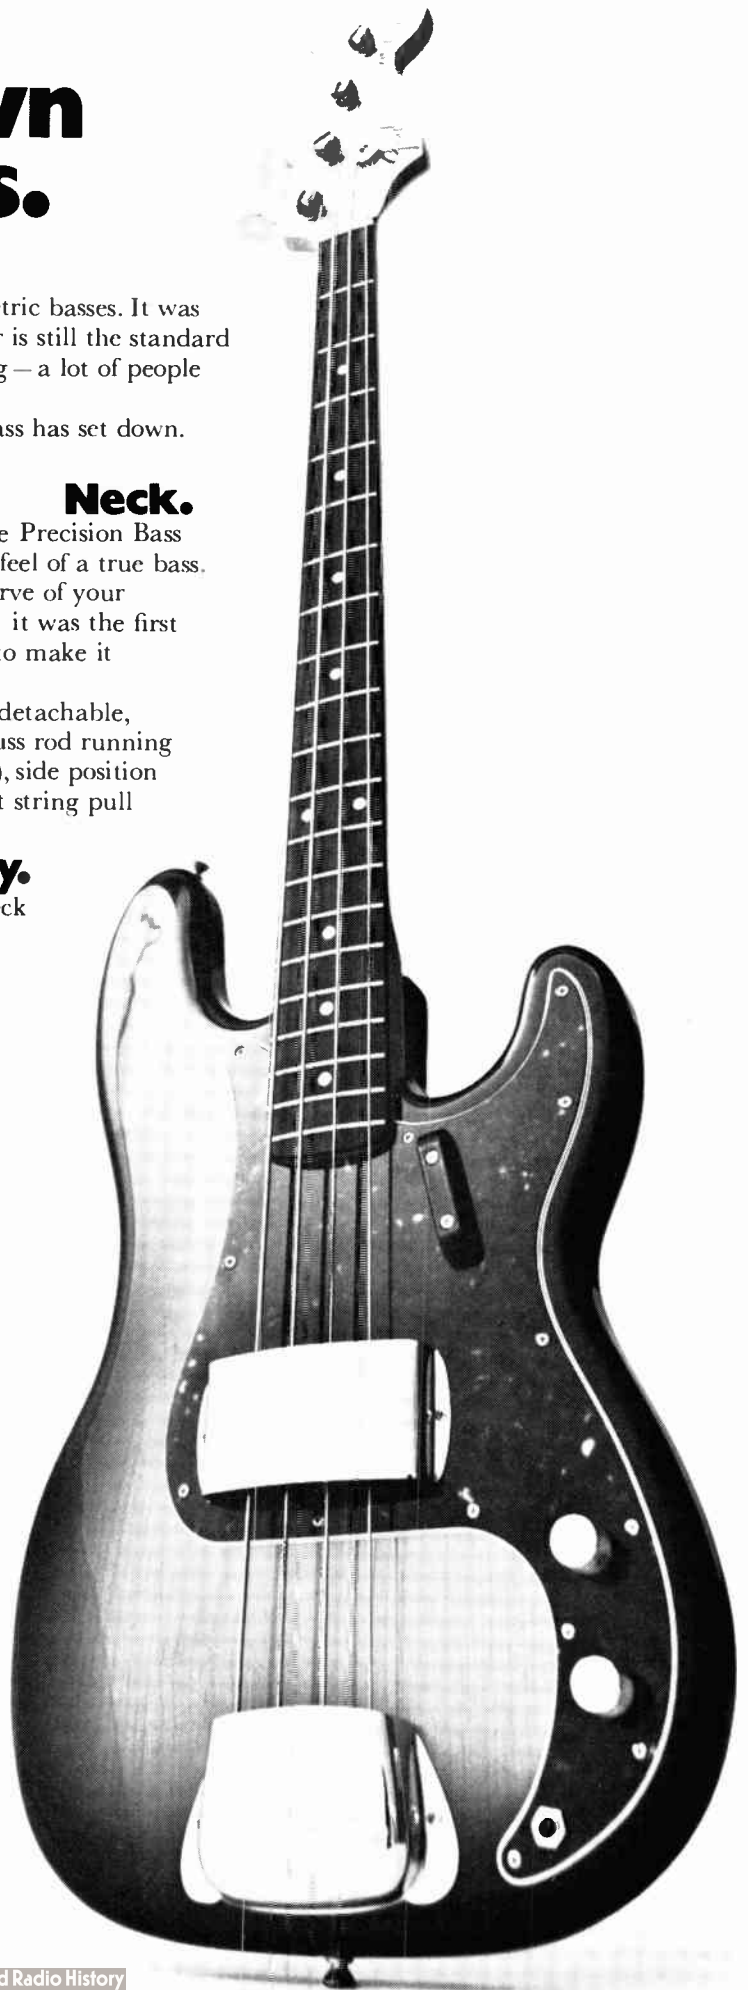 wn
s.
tric basses. It was
r is still the standard
g — a lot of people
ass has set down.
Neck.
e Precision Bass
feel of a true bass.
rve of your
it was the first
to make it
detachable,
uss rod running
), side position
t string pull
y.
ck
d Radio History